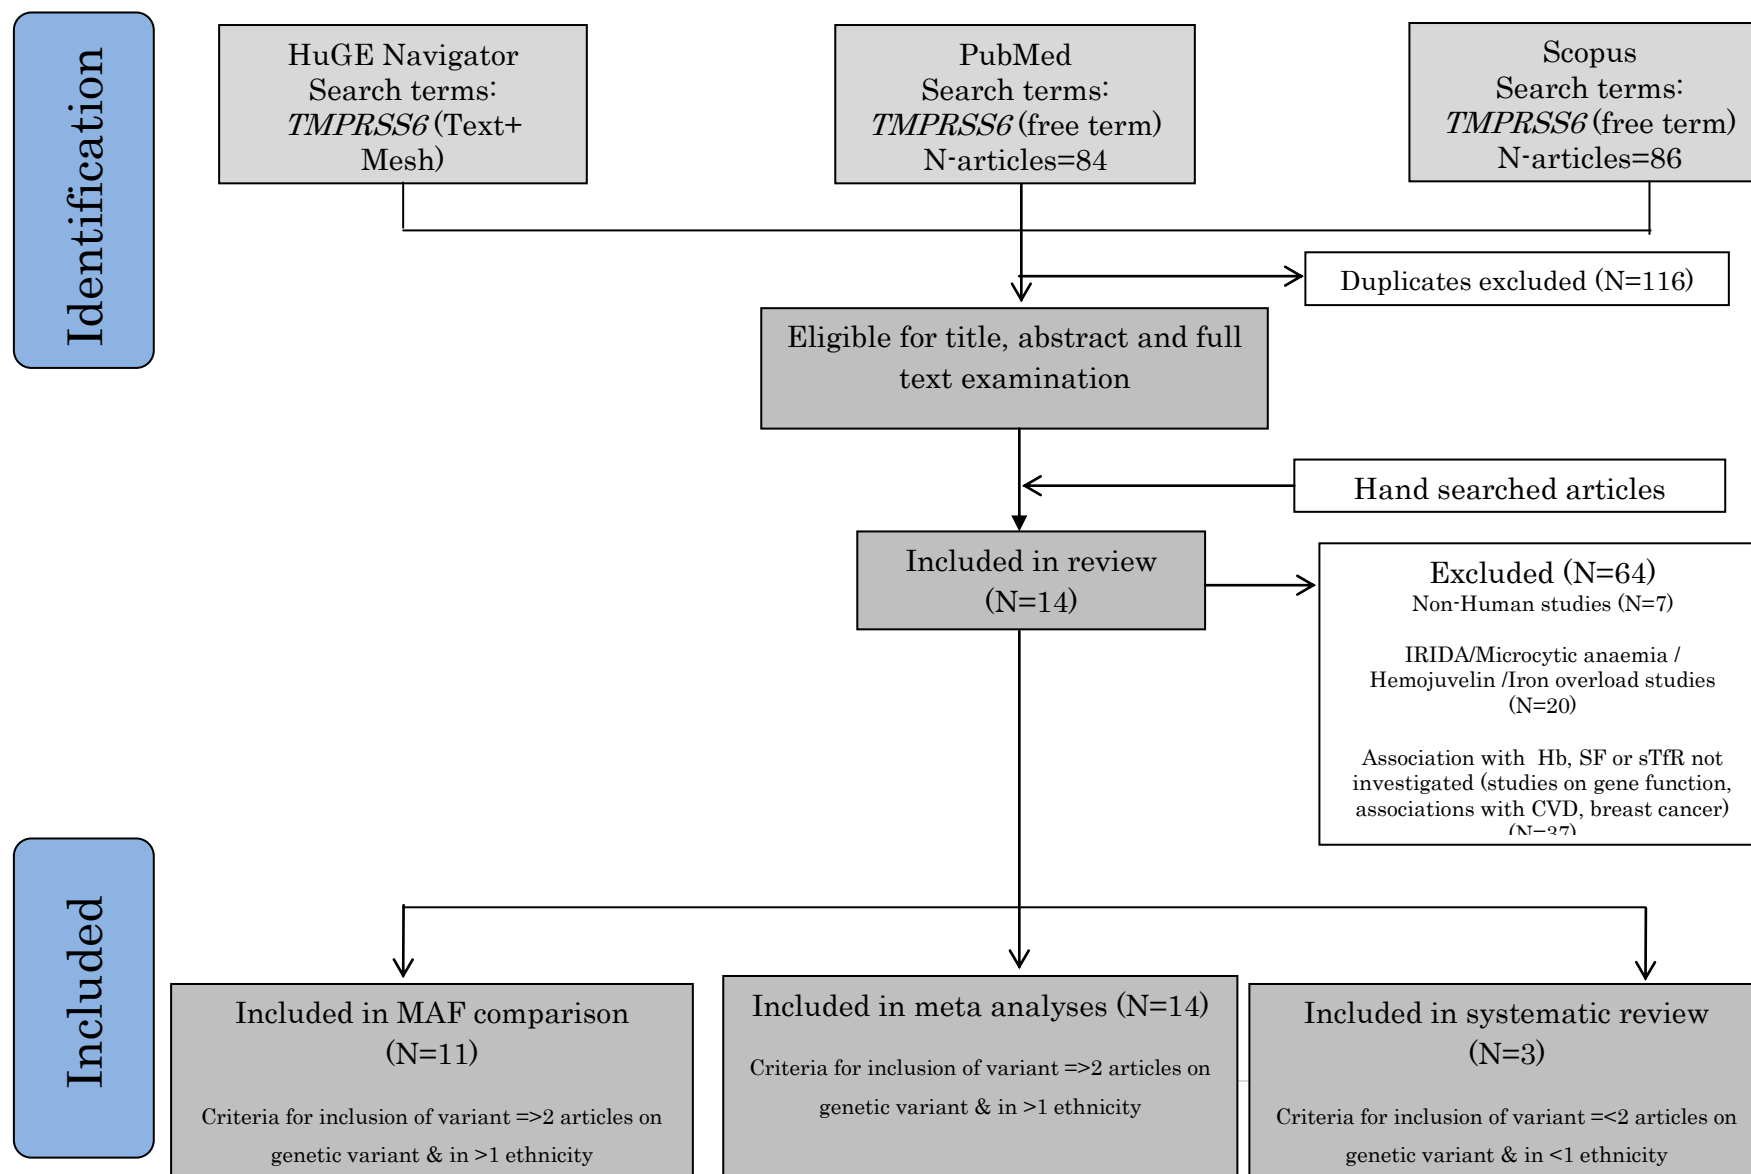 Identification
HuGE Navigator
Search terms:
TMPRSS6 (Text+
Mesh)
PubMed
Search terms:
TMPRSS6 (free term)
N-articles=84
Scopus
Search terms:
TMPRSS6 (free term)
N-articles=86
Duplicates excluded (N=116)
Eligible for title, abstract and full
text examination
Hand searched articles
Included in review
(N=14)
Excluded (N=64)
Non-Human studies (N=7)
IRIDA/Microcytic anaemia /
Hemojuvelin /Iron overload studies
(N=20)
Association with Hb, SF or sTfR not
investigated (studies on gene function,
associations with CVD, breast cancer)
(N=37)
Included
Included in MAF comparison
(N=11)
Criteria for inclusion of variant =>2 articles on
genetic variant & in >1 ethnicity
Included in meta analyses (N=14)
Criteria for inclusion of variant =>2 articles on
genetic variant & in >1 ethnicity
Included in systematic review
(N=3)
Criteria for inclusion of variant =<2 articles on
genetic variant & in <1 ethnicity